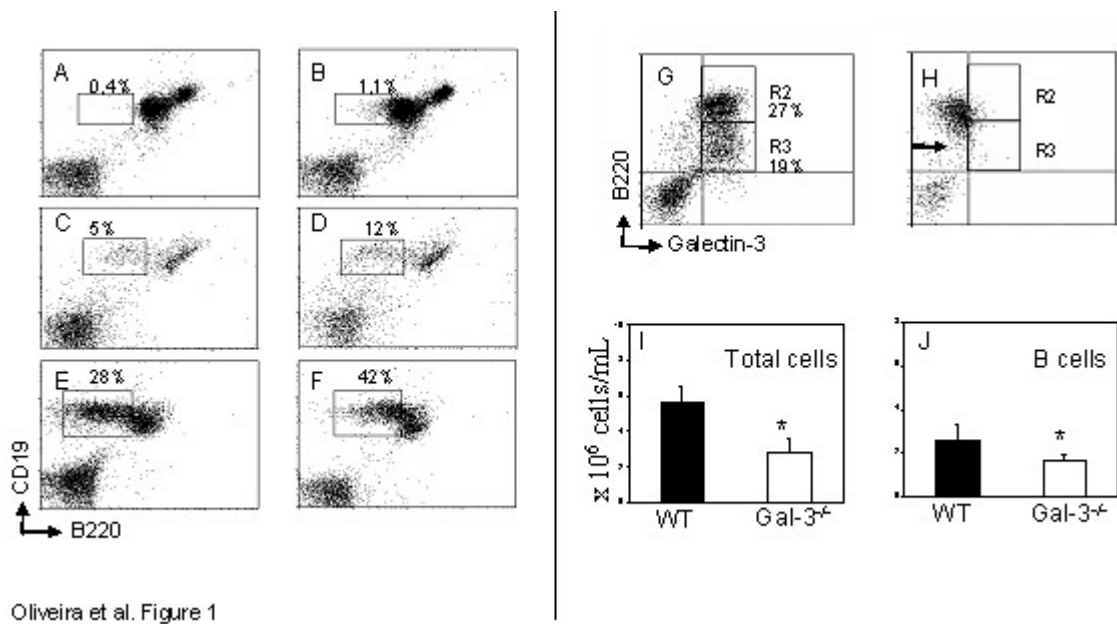 A
0.4%
B
1.1%
C
5%
D
12%
E
28%
F
42%
CD19
B220
G
R2
27%
R3
19%
B220
Galectin-3
H
R2
R3
I
Total cells
x 10⁶ cells/mL
*
WT
Gal-3⁻/⁻
J
B cells
*
WT
Gal-3⁻/⁻
Oliveira et al. Figure 1